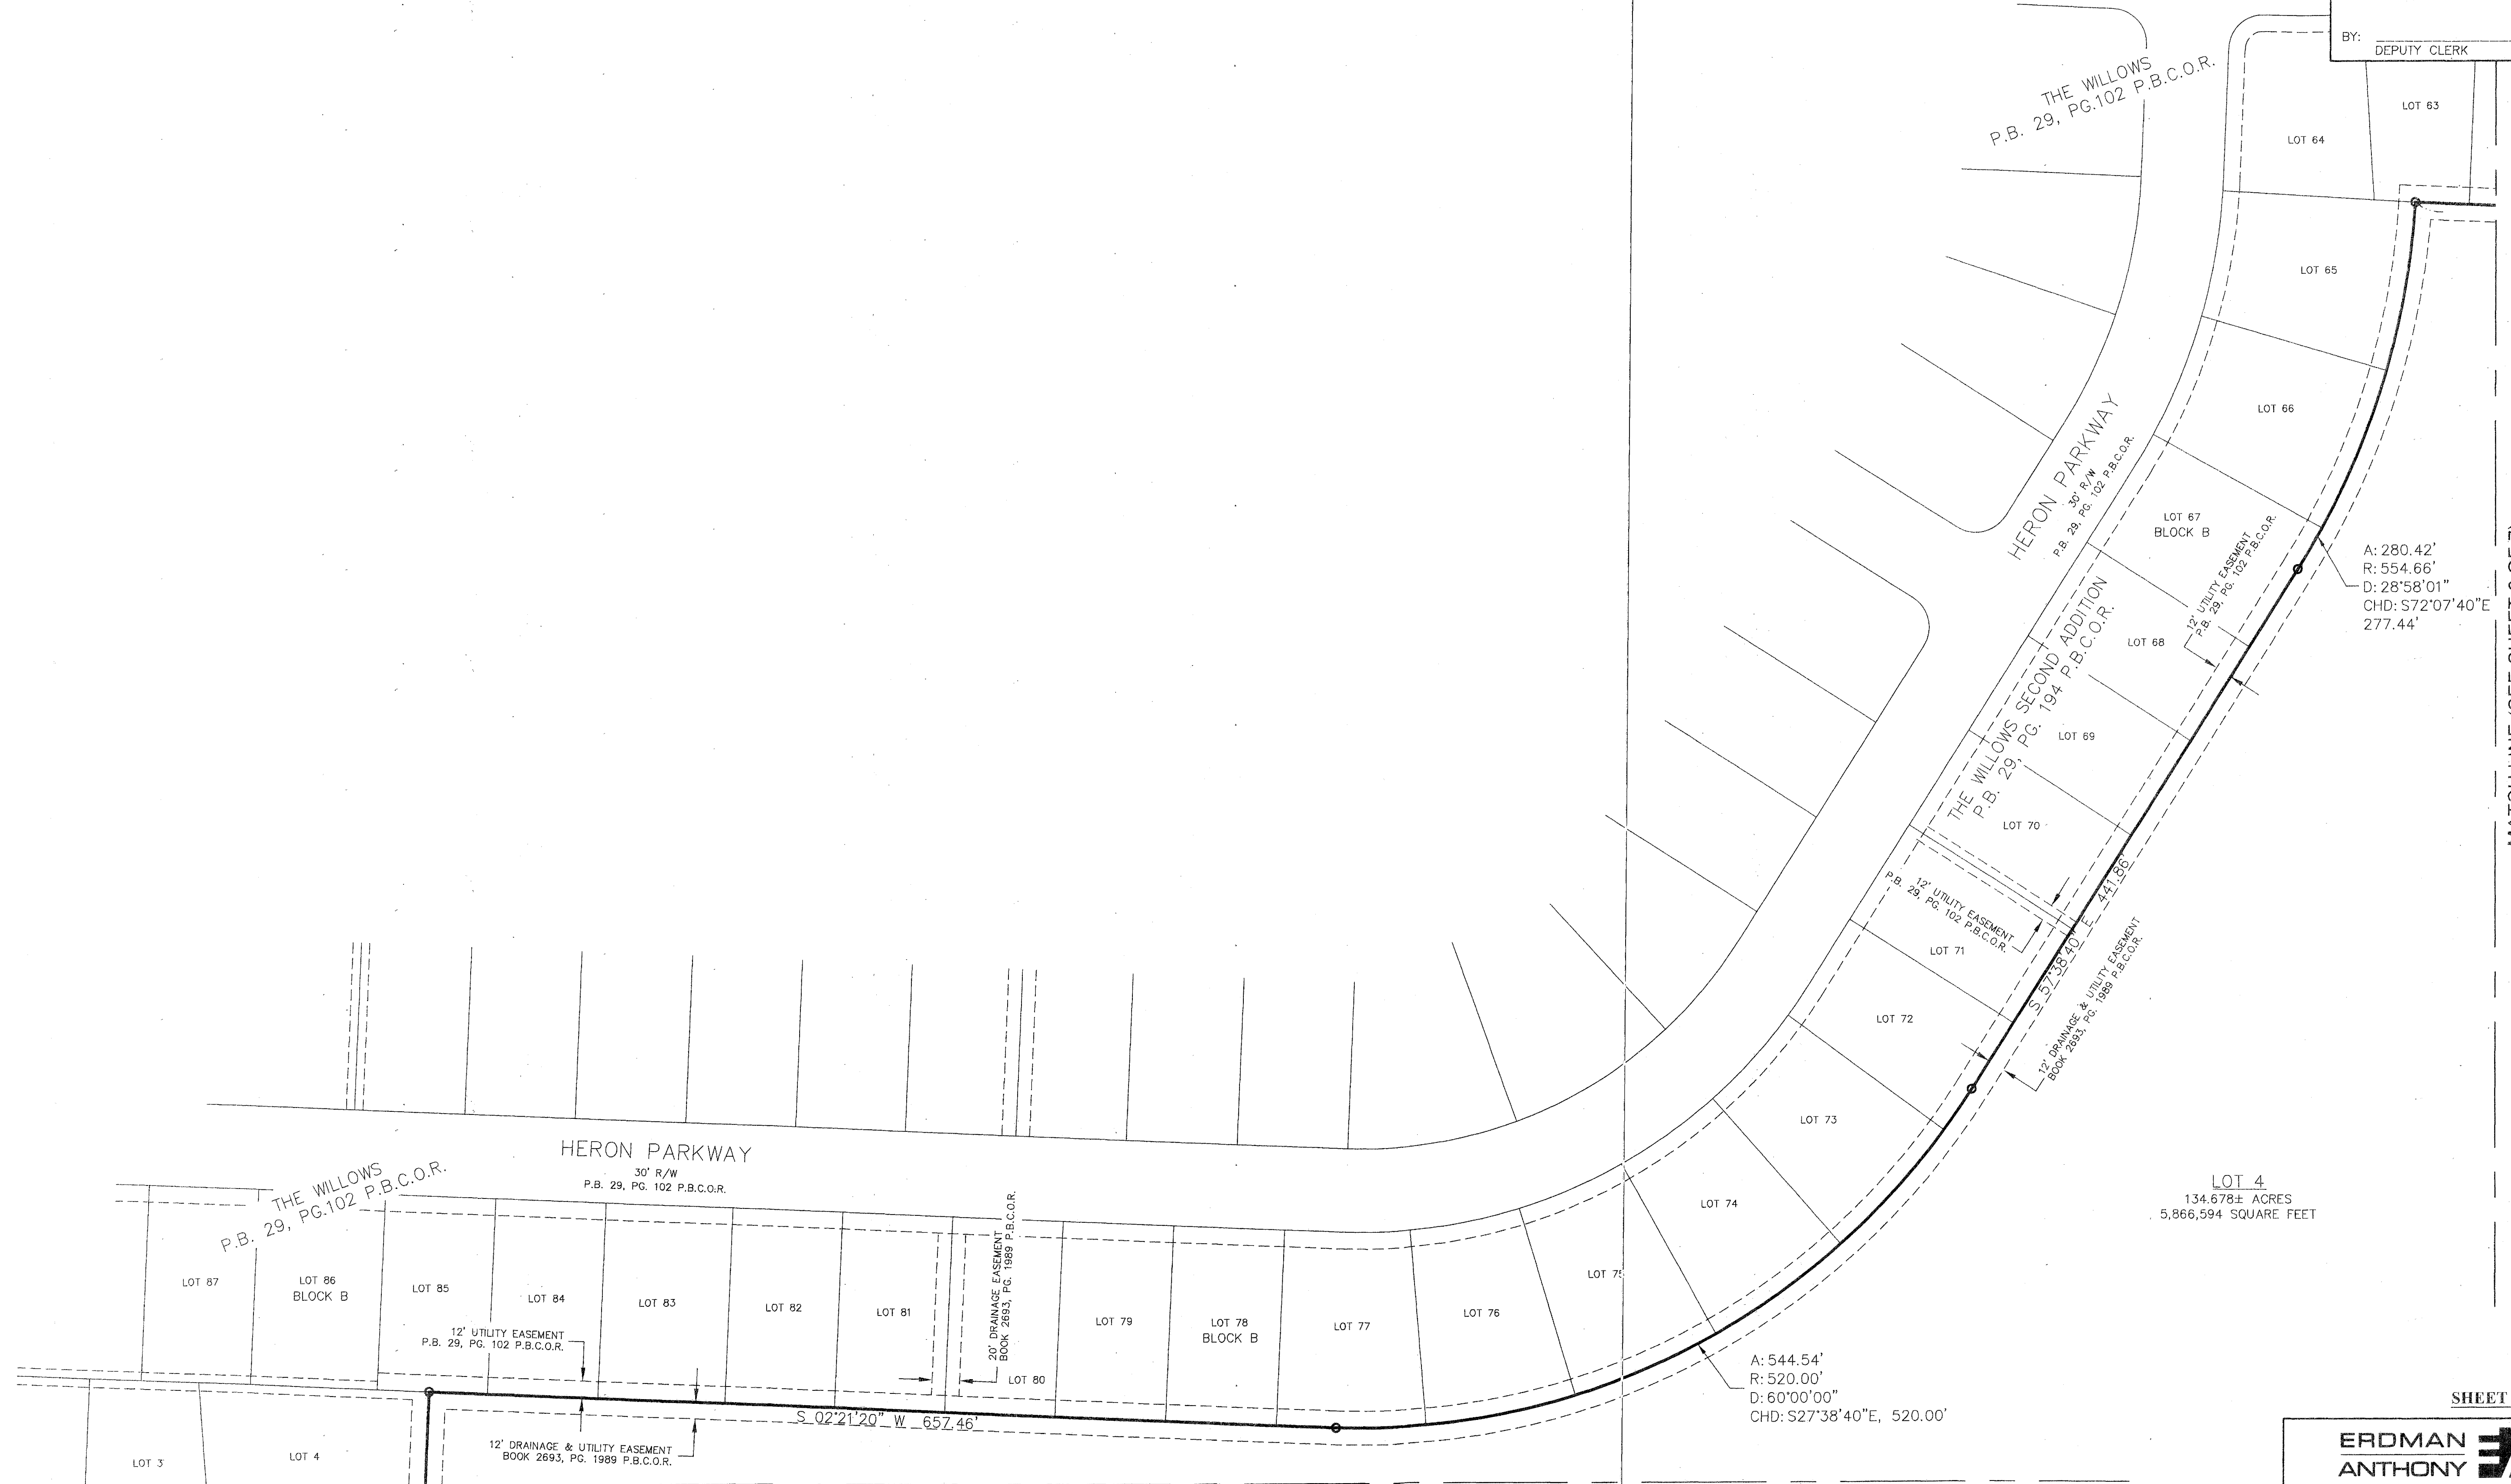 BY:
DEPUTY CLERK
THE WILLOWS
P.B. 29, PG.102 P.B.C.O.R.
LOT 63
LOT 64
LOT 65
LOT 66
HERON PARKWAY
30' R/W
P.B. 29, PG. 102 P.B.C.O.R.
LOT 67
BLOCK B
12' UTILITY EASEMENT
P.B. 29, PG. 102 P.B.C.O.R.
A: 280.42'
R: 554.66'
D: 28°58'01"
CHD: S72°07'40"E
277.44'
LOT 68
THE WILLOWS SECOND ADDITION
P.B. 29, PG. 194 P.B.C.O.R.
LOT 69
LOT 70
S 57°38'40" E 441.86'
12' UTILITY EASEMENT
P.B. 29, PG. 102 P.B.C.O.R.
LOT 71
LOT 72
12' DRAINAGE & UTILITY EASEMENT
BOOK 2693, PG. 1989 P.B.C.O.R.
LOT 73
LOT 74
LOT 4
134.678± ACRES
5,866,594 SQUARE FEET
HERON PARKWAY
30' R/W
P.B. 29, PG. 102 P.B.C.O.R.
THE WILLOWS
P.B. 29, PG.102 P.B.C.O.R.
LOT 87
LOT 86
BLOCK B
LOT 85
LOT 84
LOT 83
LOT 82
LOT 81
20' DRAINAGE EASEMENT
BOOK 2693, PG. 1989 P.B.C.O.R.
LOT 80
LOT 79
LOT 78
BLOCK B
LOT 77
LOT 76
LOT 75
12' UTILITY EASEMENT
P.B. 29, PG. 102 P.B.C.O.R.
S 02°21'20" W 657.46'
12' DRAINAGE & UTILITY EASEMENT
BOOK 2693, PG. 1989 P.B.C.O.R.
LOT 3
LOT 4
A: 544.54'
R: 520.00'
D: 60°00'00"
CHD: S27°38'40"E, 520.00'
SHEET
ERDMAN
ANTHONY